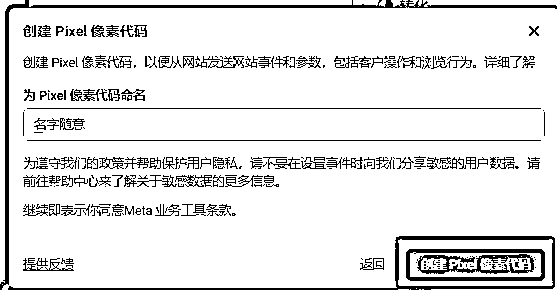 转化
创建 Pixel 像素代码
创建 Pixel 像素代码，以便从网站发送网站事件和参数，包括客户操作和浏览行为。详细了解
为 Pixel 像素代码命名
名字随意
为遵守我们的政策并帮助保护用户隐私，请不要在设置事件时向我们分享敏感的用户数据。请
前往帮助中心来了解关于敏感数据的更多信息。
继续即表示你同意Meta 业务工具条款。
提供反馈 返回 创建 Pixel 像素代码